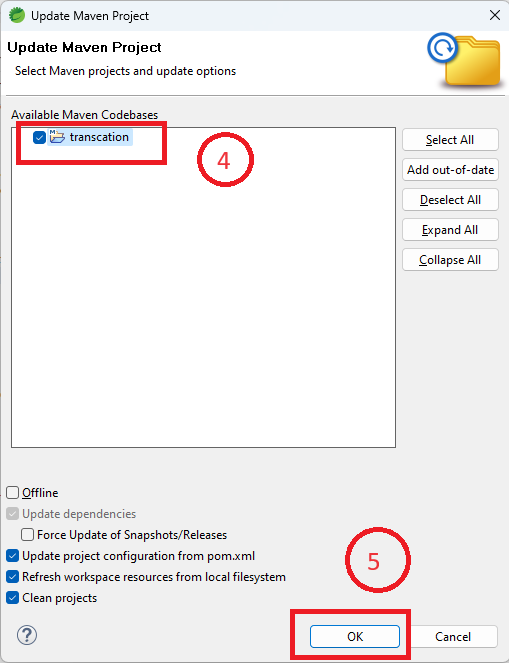 Update Maven Project
Update Maven Project
Select Maven projects and update options
Available Maven Codebases
transcation
4
Select All
Add out-of-date
Deselect All
Expand All
Collapse All
Offline
Update dependencies
Force Update of Snapshots/Releases
Update project configuration from pom.xml
Refresh workspace resources from local filesystem
Clean projects
5
?
OK
Cancel